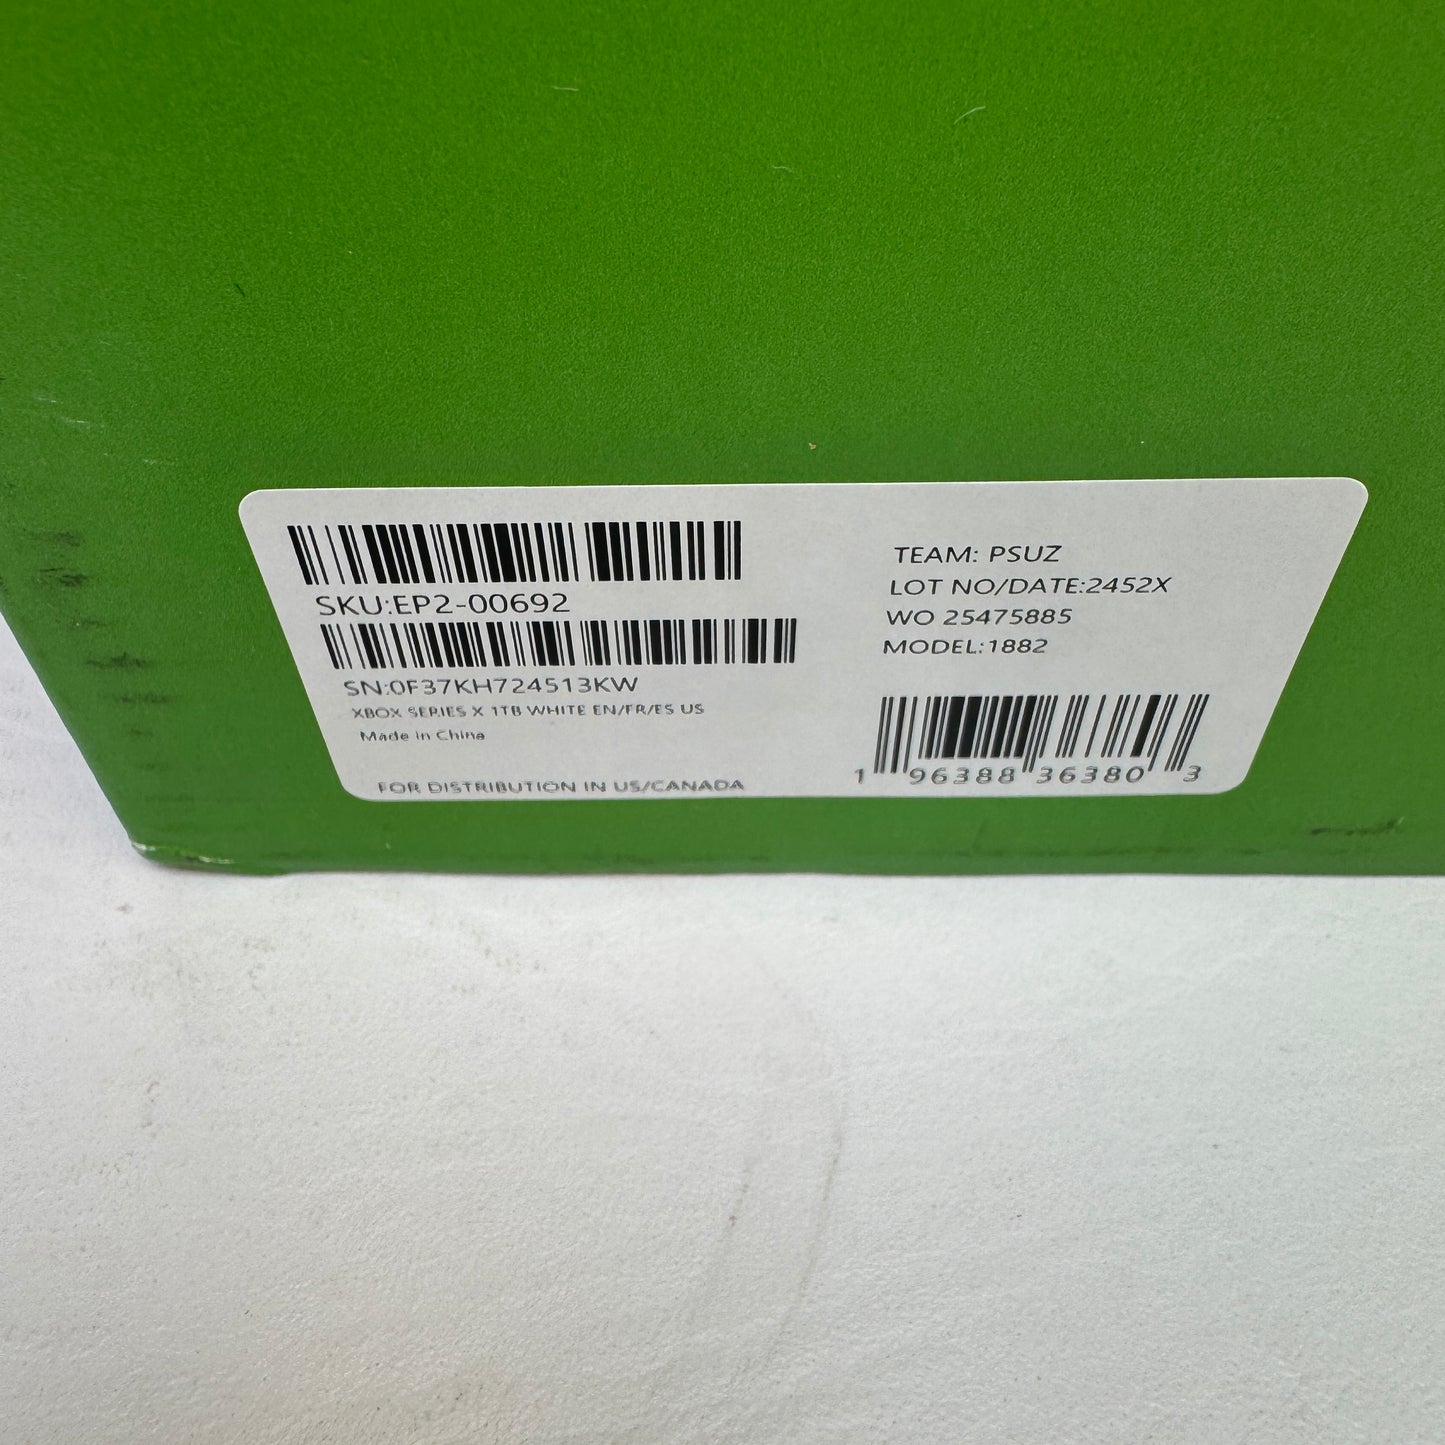 SKU:EP2-00692
SN:0F37KH724513KW
XBOX SERIES X 1TB WHITE EN/FR/ES US
Made in China
FOR DISTRIBUTION IN US/CANADA
TEAM: PSUZ
LOT NO/DATE:2452X
WO 25475885
MODEL:1882
1 96388 36380 3